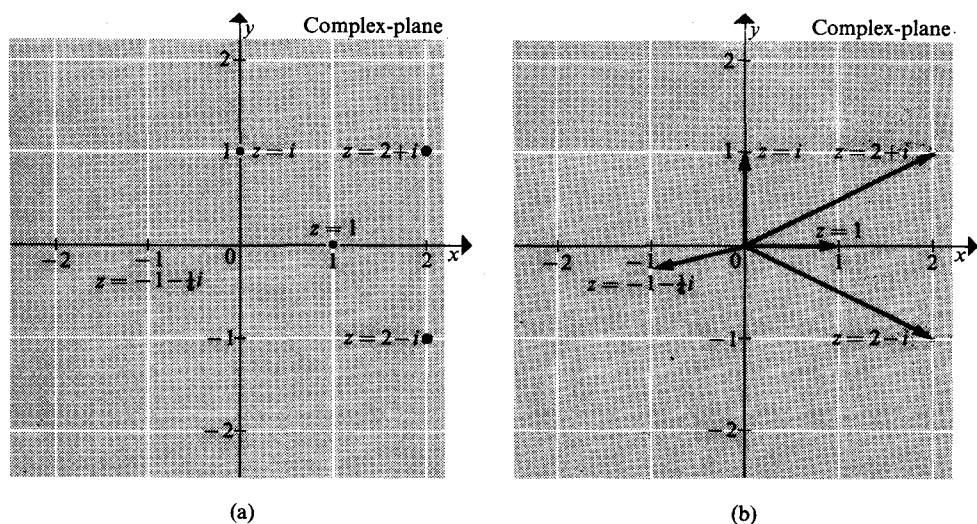 Complex-plane
y
2
1 z = i z = 2+i
z = 1
-2 -1 0 1 2 x
z = -1-¼i
-1 z = 2-i
-2
(a)
Complex-plane
y
2
1 z = i z = 2+i
z = 1
-2 -1 0 1 2 x
z = -1-¼i
-1 z = 2-i
-2
(b)